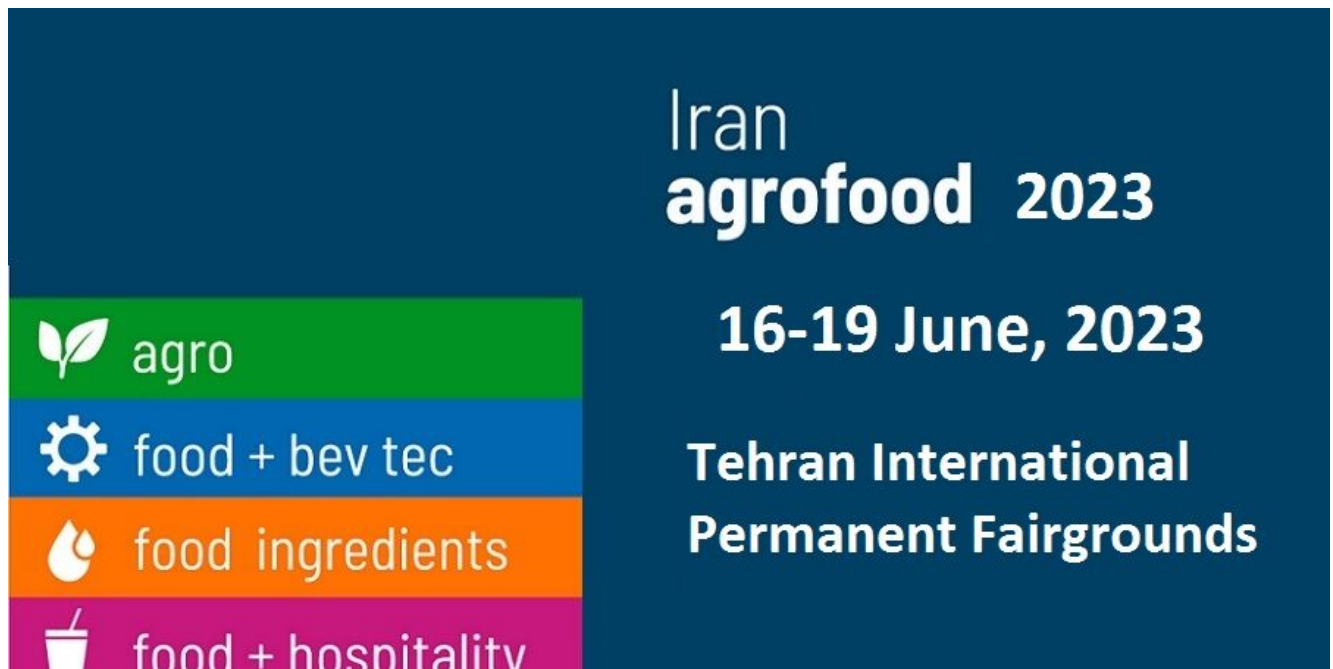 Iran
agrofood 2023
16-19 June, 2023
Tehran International
Permanent Fairgrounds
agro
food + bev tec
food ingredients
food + hospitality